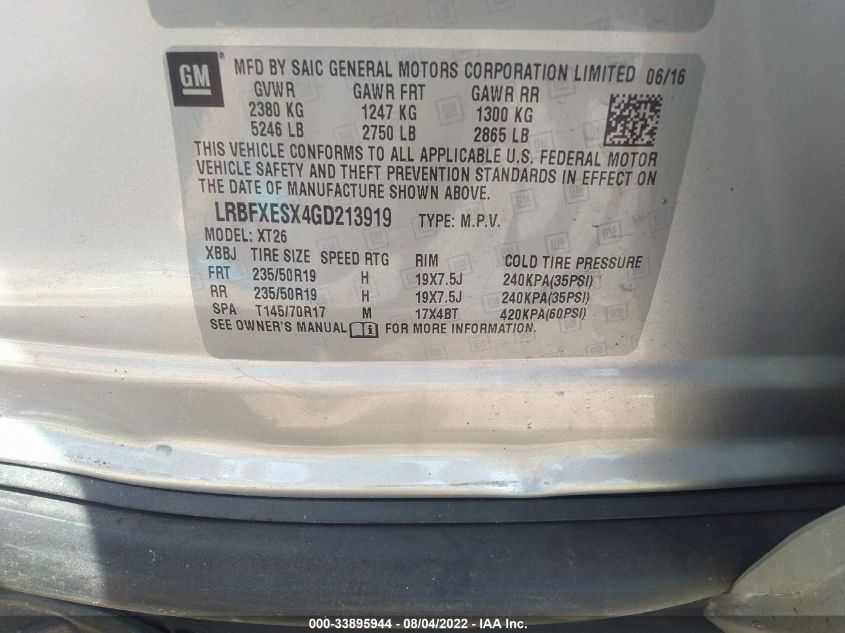 GM
MFD BY SAIC GENERAL MOTORS CORPORATION LIMITED 06/16
GVWR GAWR FRT GAWR RR
2380 KG 1247 KG 1300 KG
5246 LB 2750 LB 2865 LB
THIS VEHICLE CONFORMS TO ALL APPLICABLE U.S. FEDERAL MOTOR
VEHICLE SAFETY AND THEFT PREVENTION STANDARDS IN EFFECT ON
THE DATE OF MANUFACTURE SHOWN ABOVE.
LRBFXESX4GD213919 TYPE: M.P.V.
MODEL: XT26
XBBJ TIRE SIZE SPEED RTG RIM COLD TIRE PRESSURE
FRT 235/50R19 H 19X7.5J 240KPA(35PSI)
RR 235/50R19 H 19X7.5J 240KPA(35PSI)
SPA T145/70R17 M 17X4BT 420KPA(60PSI)
SEE OWNER'S MANUAL FOR MORE INFORMATION.
000-33895944 - 08/04/2022 - IAA Inc.